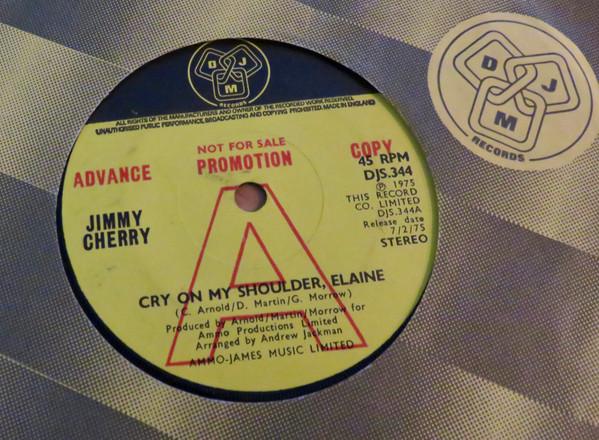 D J M
RECORDS
ALL RIGHTS OF THE MANUFACTURERS AND OWNER OF THE RECORDED WORK RESERVED.
UNAUTHORISED PUBLIC PERFORMANCE, BROADCASTING AND COPYING PROHIBITED. MADE IN ENGLAND
NOT FOR SALE
ADVANCE PROMOTION COPY
JIMMY
CHERRY
45 RPM
DJS.344
℗ 1975
THIS RECORD
CO. LIMITED
DJS.344A
Release date
7/2/75
STEREO
A
CRY ON MY SHOULDER, ELAINE
(C. Arnold/D. Martin/G. Morrow)
Produced by Arnold/Martin/Morrow for
Ammo Productions Limited
Arranged by Andrew Jackman
AMMO-JAMES MUSIC LIMITED
D J M
RECORDS